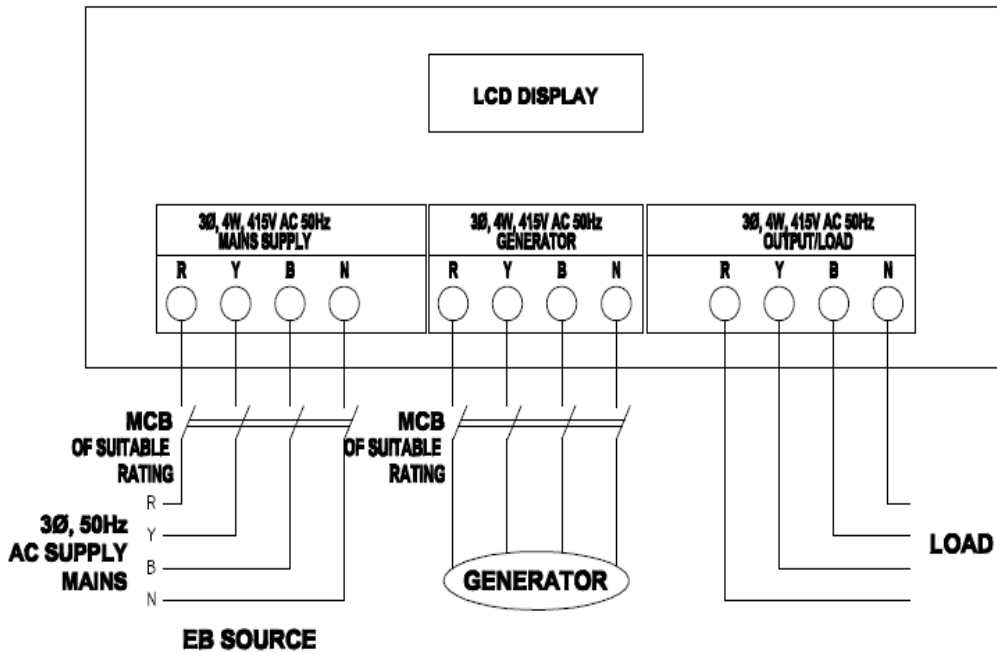 LCD DISPLAY
3Ø, 4W, 415V AC 50Hz
MAINS SUPPLY
R Y B N
3Ø, 4W, 415V AC 50Hz
GENERATOR
R Y B N
3Ø, 4W, 415V AC 50Hz
OUTPUT/LOAD
R Y B N
MCB
OF SUITABLE
RATING
MCB
OF SUITABLE
RATING
3Ø, 50Hz
AC SUPPLY
MAINS
R
Y
B
N
GENERATOR
LOAD
EB SOURCE